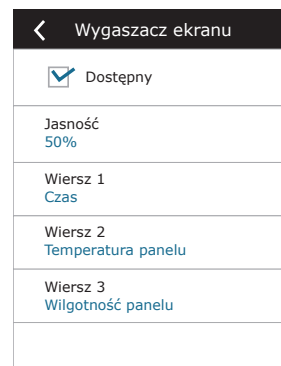 Wygaszacz ekranu
Dostępny
Jasność
50%
Wiersz 1
Czas
Wiersz 2
Temperatura panelu
Wiersz 3
Wilgotność panelu